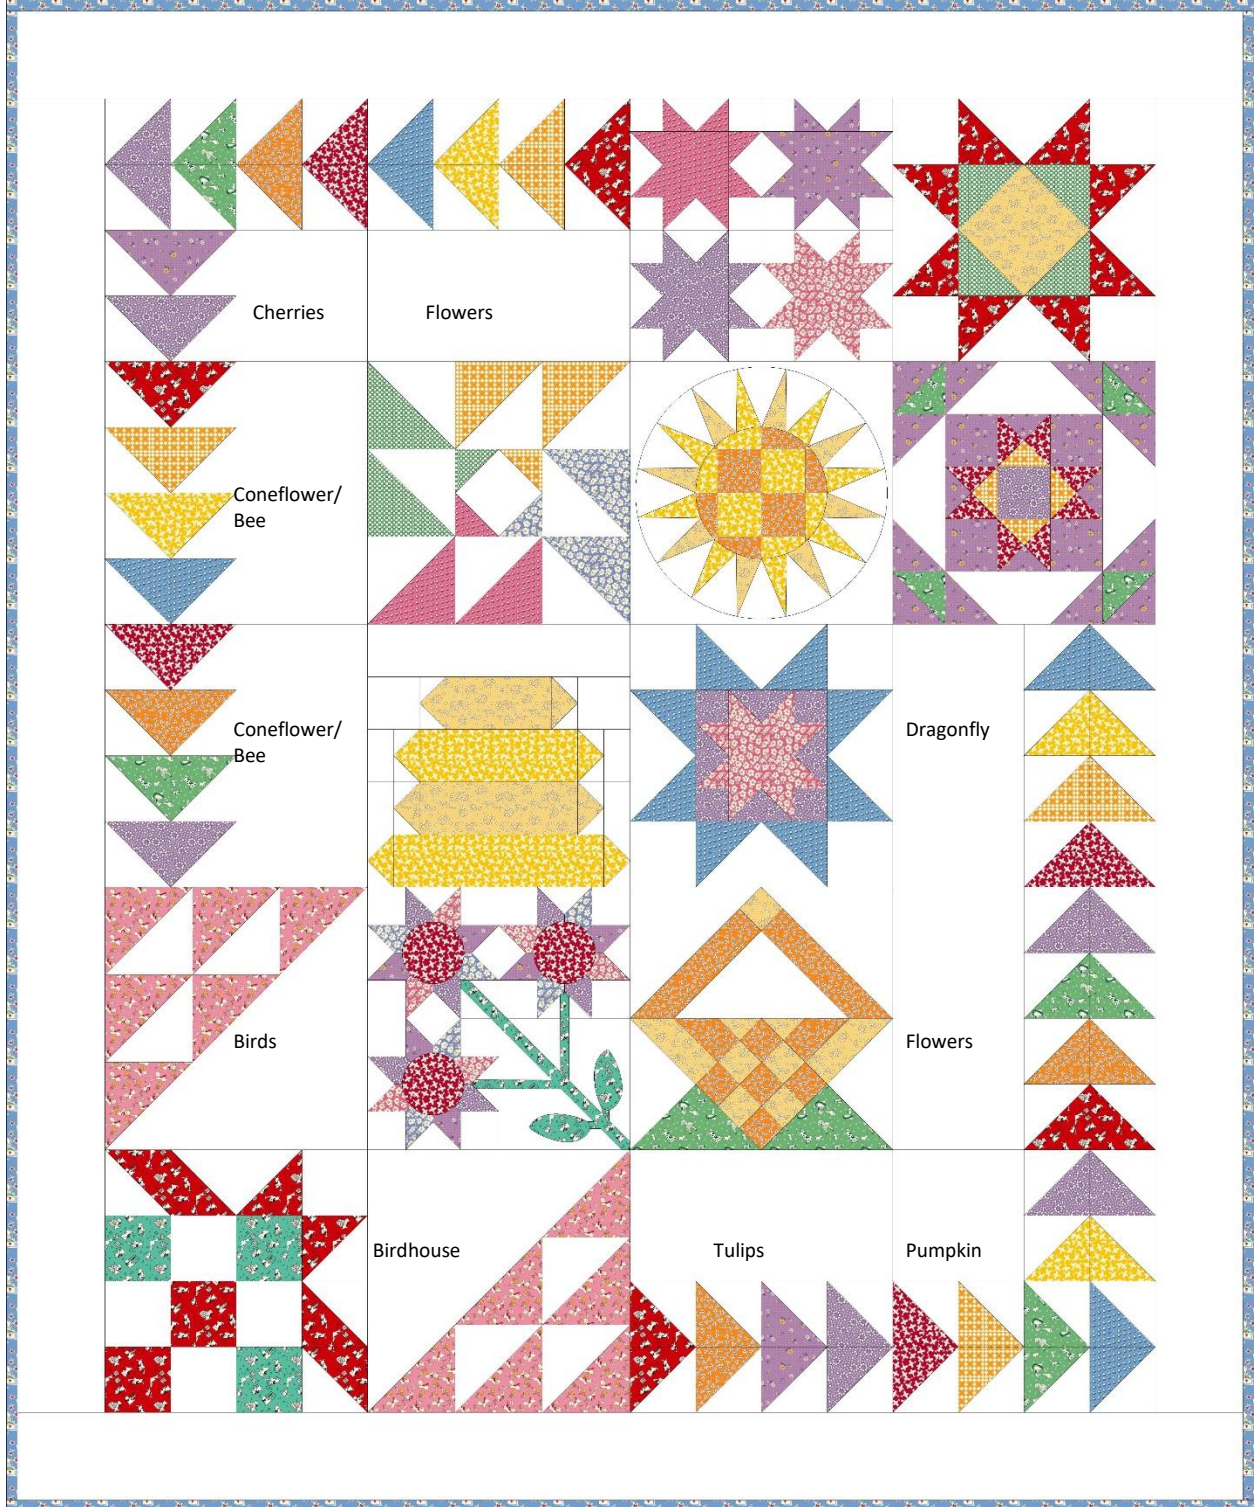 Cherries
Flowers
Coneflower/
Bee
Coneflower/
Bee
Dragonfly
Birds
Flowers
Birdhouse
Tulips
Pumpkin